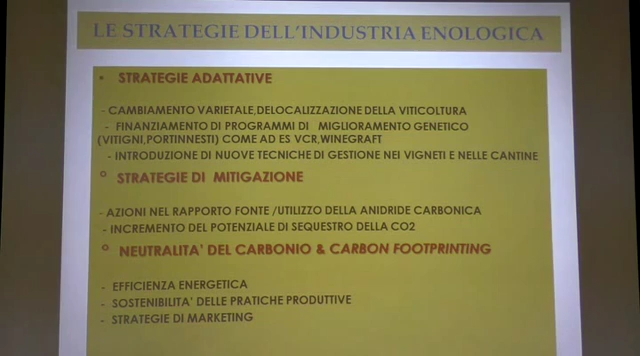 LE STRATEGIE DELL'INDUSTRIA ENOLOGICA
• STRATEGIE ADATTATIVE
- CAMBIAMENTO VARIETALE,DELOCALIZZAZIONE DELLA VITICOLTURA
- FINANZIAMENTO DI PROGRAMMI DI MIGLIORAMENTO GENETICO
(VITIGNI,PORTINNESTI) COME AD ES VCR,WINEGRAFT
- INTRODUZIONE DI NUOVE TECNICHE DI GESTIONE NEI VIGNETI E NELLE CANTINE
° STRATEGIE DI MITIGAZIONE
- AZIONI NEL RAPPORTO FONTE /UTILIZZO DELLA ANIDRIDE CARBONICA
- INCREMENTO DEL POTENZIALE DI SEQUESTRO DELLA CO2
° NEUTRALITA' DEL CARBONIO & CARBON FOOTPRINTING
- EFFICIENZA ENERGETICA
- SOSTENIBILITA' DELLE PRATICHE PRODUTTIVE
- STRATEGIE DI MARKETING